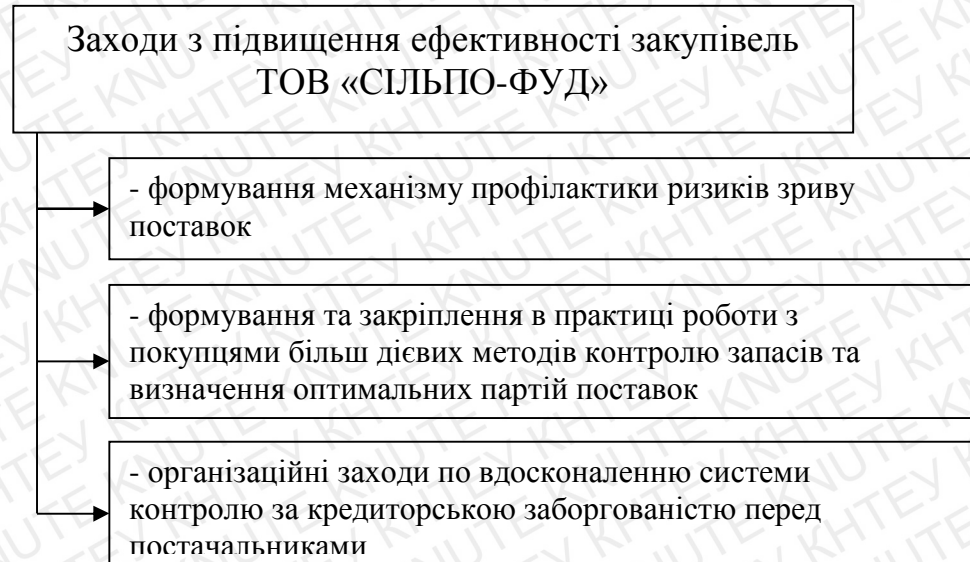 Заходи з підвищення ефективності закупівель
ТОВ «СІЛЬПО-ФУД»
- формування механізму профілактики ризиків зриву
поставок
- формування та закріплення в практиці роботи з
покупцями більш дієвих методів контролю запасів та
визначення оптимальних партій поставок
- організаційні заходи по вдосконаленню системи
контролю за кредиторською заборгованістю перед
постачальниками